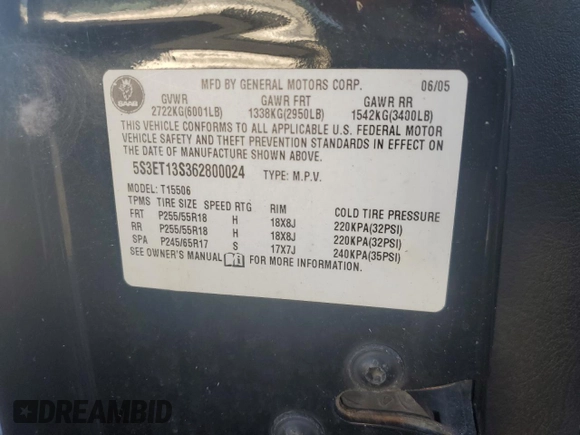 MFD BY GENERAL MOTORS CORP. 06/05
SAAB
GVWR GAWR FRT GAWR RR
2722KG(6001LB) 1338KG(2950LB) 1542KG(3400LB)
THIS VEHICLE CONFORMS TO ALL APPLICABLE U.S. FEDERAL MOTOR
VEHICLE SAFETY AND THEFT PREVENTION STANDARDS IN EFFECT ON
THE DATE OF MANUFACTURE SHOWN ABOVE.
5S3ET13S362800024 TYPE: M.P.V.
MODEL: T15506
TPMS TIRE SIZE SPEED RTG RIM COLD TIRE PRESSURE
FRT P255/55R18 H 18X8J 220KPA(32PSI)
RR P255/55R18 H 18X8J 220KPA(32PSI)
SPA P245/65R17 S 17X7J 240KPA(35PSI)
SEE OWNER'S MANUAL FOR MORE INFORMATION.
DREAMBID